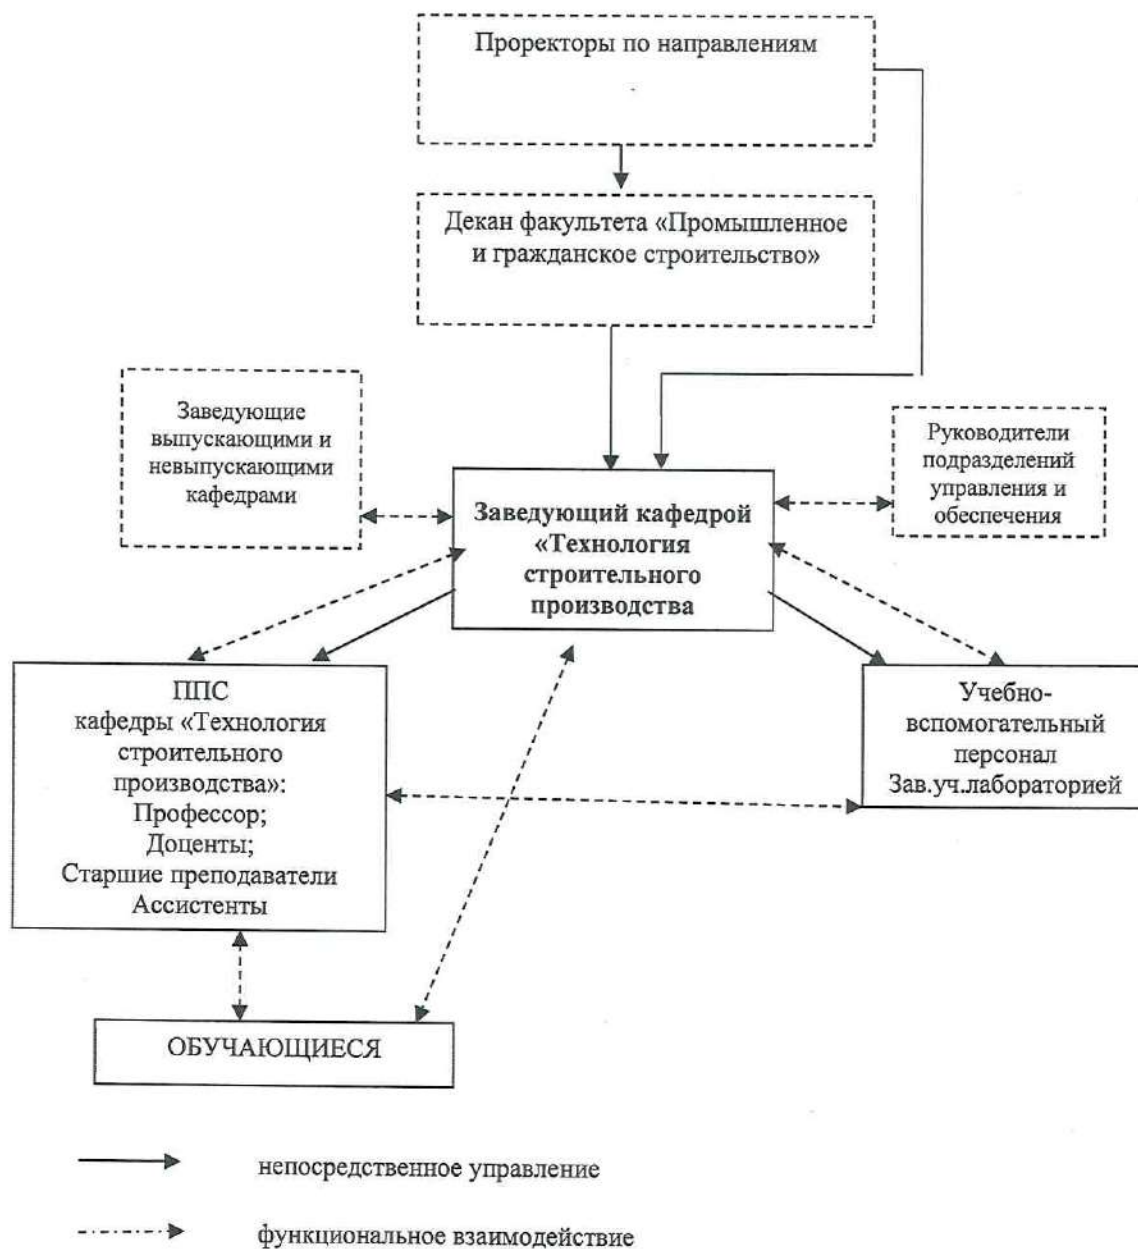 Проректоры по направлениям
Декан факультета «Промышленное
и гражданское строительство»
Заведующие
выпускающими и
невыпускающими
кафедрами
Руководители
подразделений
управления и
обеспечения
Заведующий кафедрой
«Технология
строительного
производства
ППС
кафедры «Технология
строительного
производства»:
Профессор;
Доценты;
Старшие преподаватели
Ассистенты
Учебно-
вспомогательный
персонал
Зав.уч.лабораторией
ОБУЧАЮЩИЕСЯ
непосредственное управление
функциональное взаимодействие